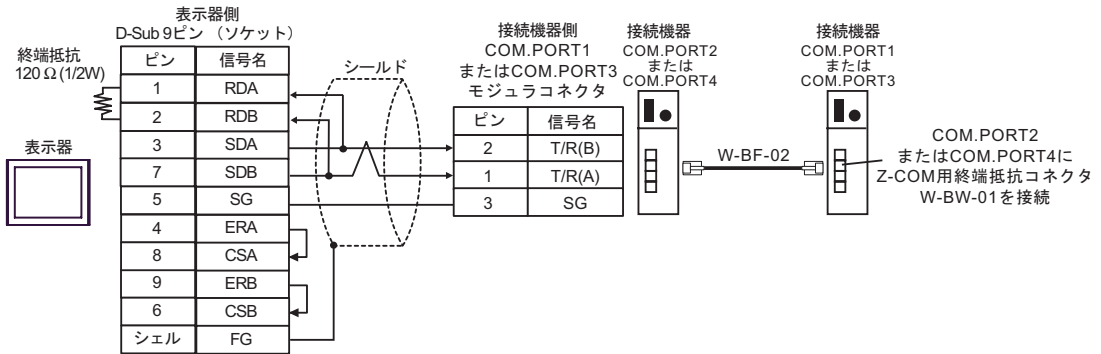 表示器側
D-Sub 9ピン （ソケット）
終端抵抗
120Ω(1/2W)
表示器
ピン 信号名
1 RDA
2 RDB
3 SDA
7 SDB
5 SG
4 ERA
8 CSA
9 ERB
6 CSB
シェル FG
シールド
接続機器側
COM.PORT1
またはCOM.PORT3
モジュラコネクタ
ピン 信号名
2 T/R(B)
1 T/R(A)
3 SG
接続機器
COM.PORT2
または
COM.PORT4
W-BF-02
接続機器
COM.PORT1
または
COM.PORT3
COM.PORT2
またはCOM.PORT4に
Z-COM用終端抵抗コネクタ
W-BW-01を接続